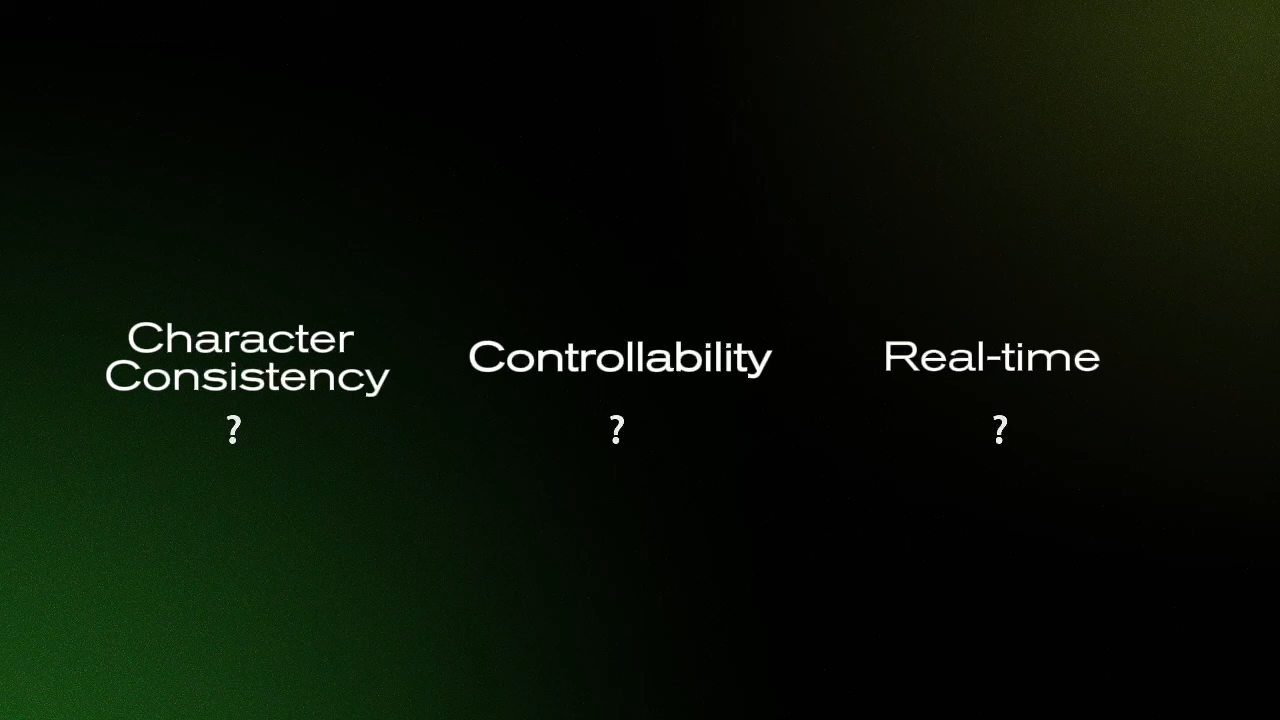 Character
Consistency
?
Controllability
?
Real-time
?